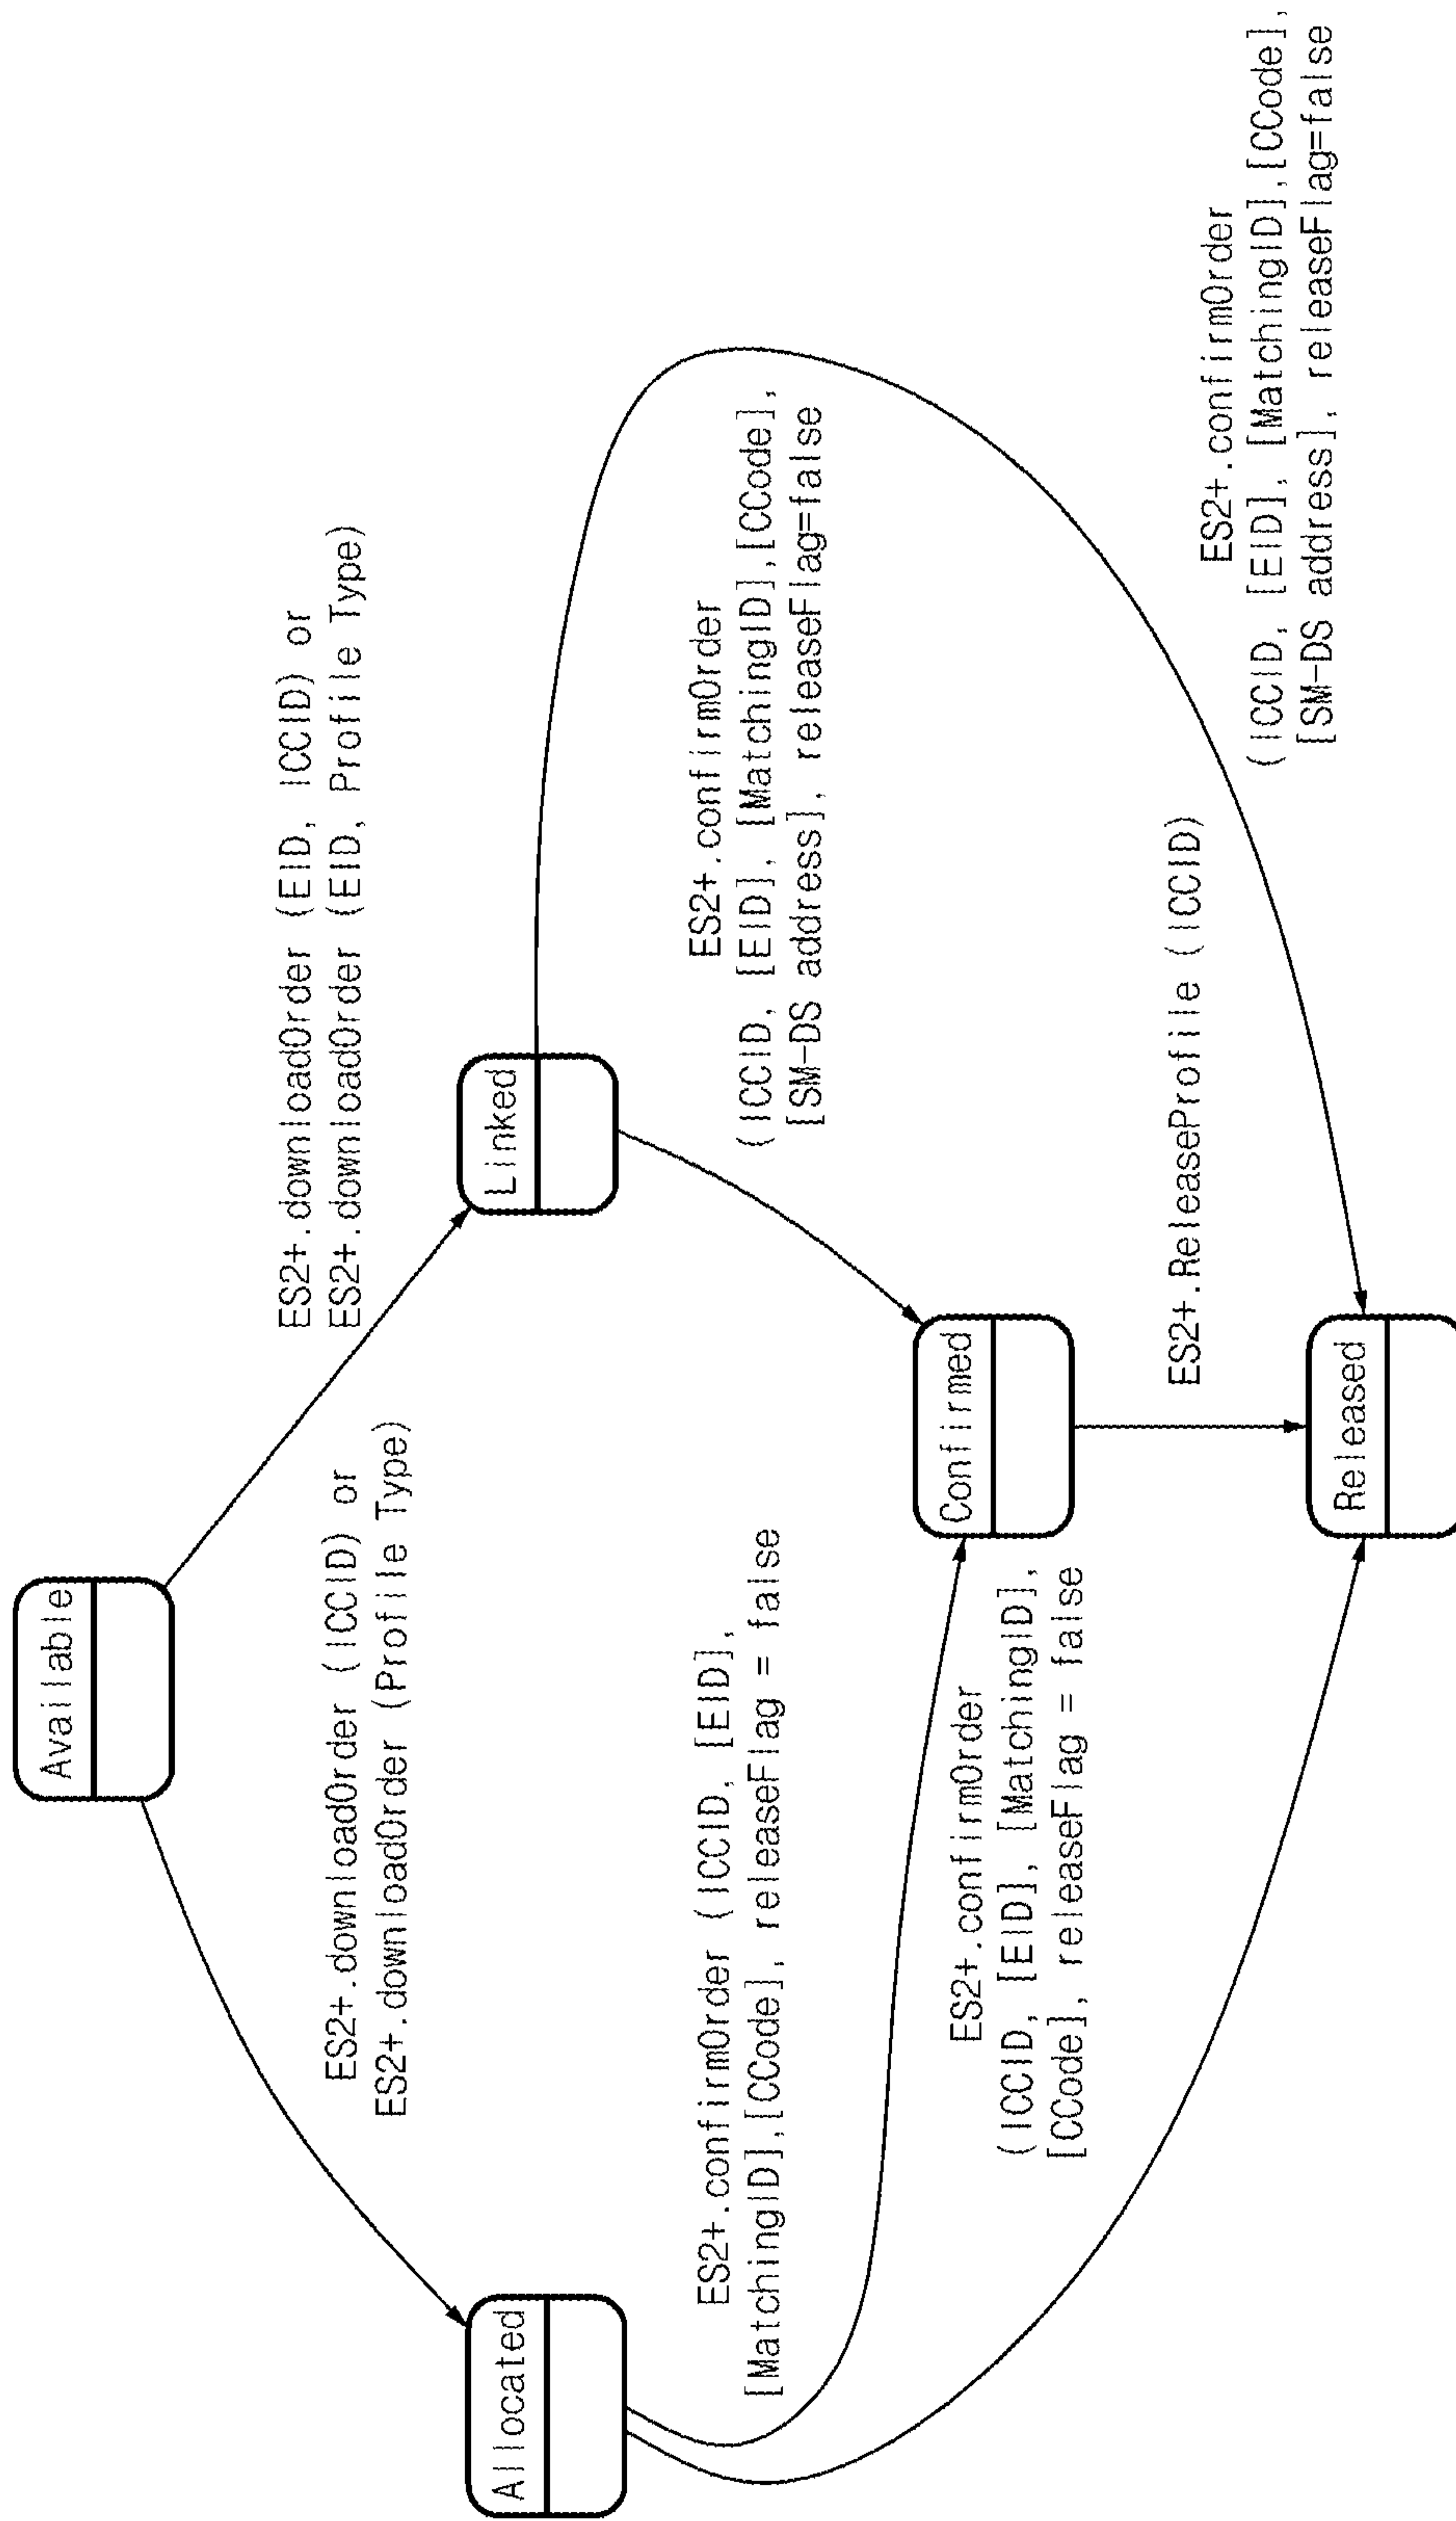 Available
ES2+.downloadOrder (ICCID) or
ES2+.downloadOrder (Profile Type)
ES2+.downloadOrder (EID, ICCID) or
ES2+.downloadOrder (EID, Profile Type)
Allocated
Linked
ES2+.confirmOrder (ICCID, [EID],
[MatchingID],[CCode], releaseFlag = false
ES2+.confirmOrder
(ICCID, [EID], [MatchingID],[CCode],
[SM-DS address], releaseFlag=false
Confirmed
ES2+.confirmOrder
(ICCID, [EID], [MatchingID],
[CCode], releaseFlag = false
ES2+.ReleaseProfile (ICCID)
ES2+.confirmOrder
(ICCID, [EID], [MatchingID],[CCode],
[SM-DS address], releaseFlag=false
Released